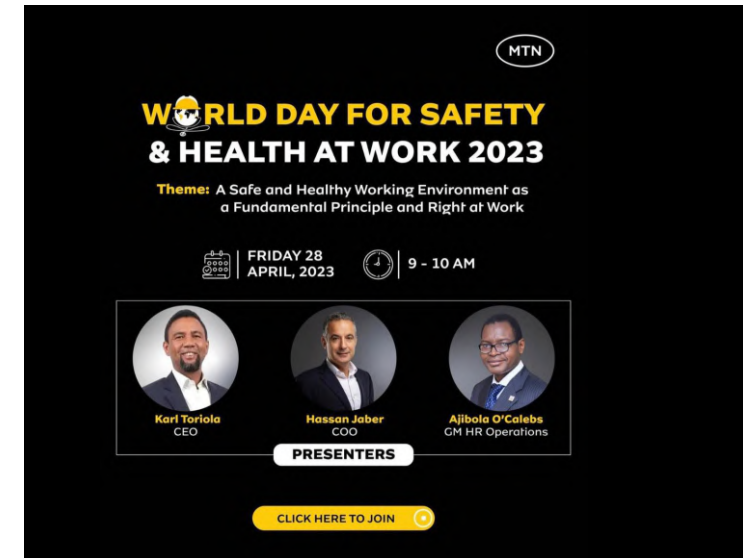 MTN
WORLD DAY FOR SAFETY
& HEALTH AT WORK 2023
Theme: A Safe and Healthy Working Environment as
a Fundamental Principle and Right at Work
FRIDAY 28
APRIL, 2023
9 - 10 AM
Karl Toriola
CEO
Hassan Jaber
COO
Ajibola O'Calebs
GM HR Operations
PRESENTERS
CLICK HERE TO JOIN